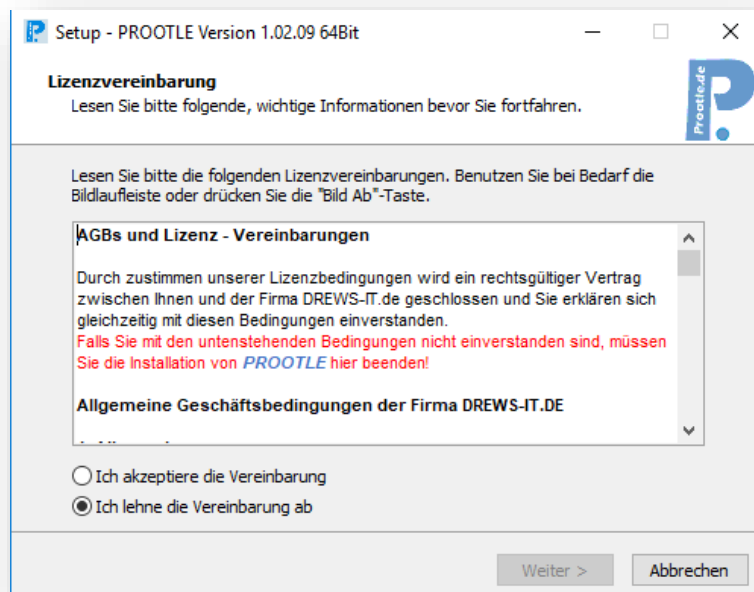 Setup - PROOTLE Version 1.02.09 64Bit
Lizenzvereinbarung
Lesen Sie bitte folgende, wichtige Informationen bevor Sie fortfahren.
Prootle.de
Lesen Sie bitte die folgenden Lizenzvereinbarungen. Benutzen Sie bei Bedarf die
Bildlaufleiste oder drücken Sie die "Bild Ab"-Taste.
AGBs und Lizenz - Vereinbarungen
Durch zustimmen unserer Lizenzbedingungen wird ein rechtsgültiger Vertrag
zwischen Ihnen und der Firma DREWS-IT.de geschlossen und Sie erklären sich
gleichzeitig mit diesen Bedingungen einverstanden.
Falls Sie mit den untenstehenden Bedingungen nicht einverstanden sind, müssen
Sie die Installation von PROOTLE hier beenden!
Allgemeine Geschäftsbedingungen der Firma DREWS-IT.DE
Ich akzeptiere die Vereinbarung
Ich lehne die Vereinbarung ab
Weiter >
Abbrechen